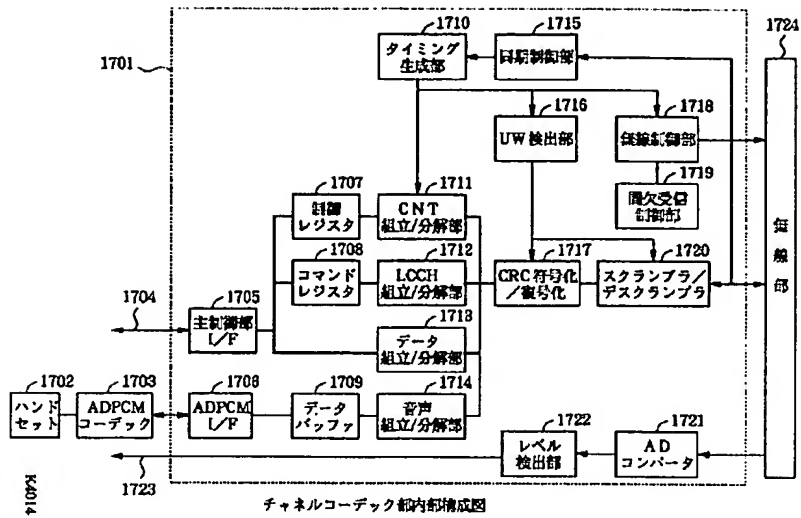 1710
1715
1724
1701
タイミング
生成部
同期制御部
1716
1718
UW検出部
無線制御部
1719
間欠受信
制御部
1707
1711
制御
レジスタ
CNT
組立/分解部
1708
1712
1717
1720
コマンド
レジスタ
LCCH
組立/分解部
CRC符号化
/復号化
スクランブラ/
デスクランブラ
無線部
1704
1705
1713
主制御部
I/F
データ
組立/分解部
1702
1703
1706
1709
1714
ハンド
セット
ADPCM
コーデック
ADPCM
I/F
データ
バッファ
音声
組立/分解部
1722
1721
レベル
検出部
AD
コンバータ
1723
K4014
チャネルコーデック部内部構成図